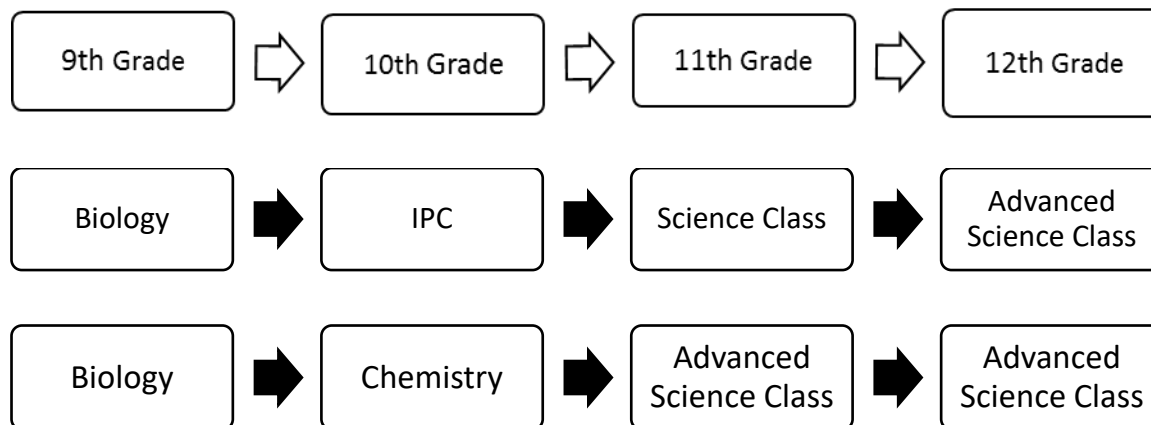 9th Grade
10th Grade
11th Grade
12th Grade
Biology
IPC
Science Class
Advanced
Science Class
Biology
Chemistry
Advanced
Science Class
Advanced
Science Class